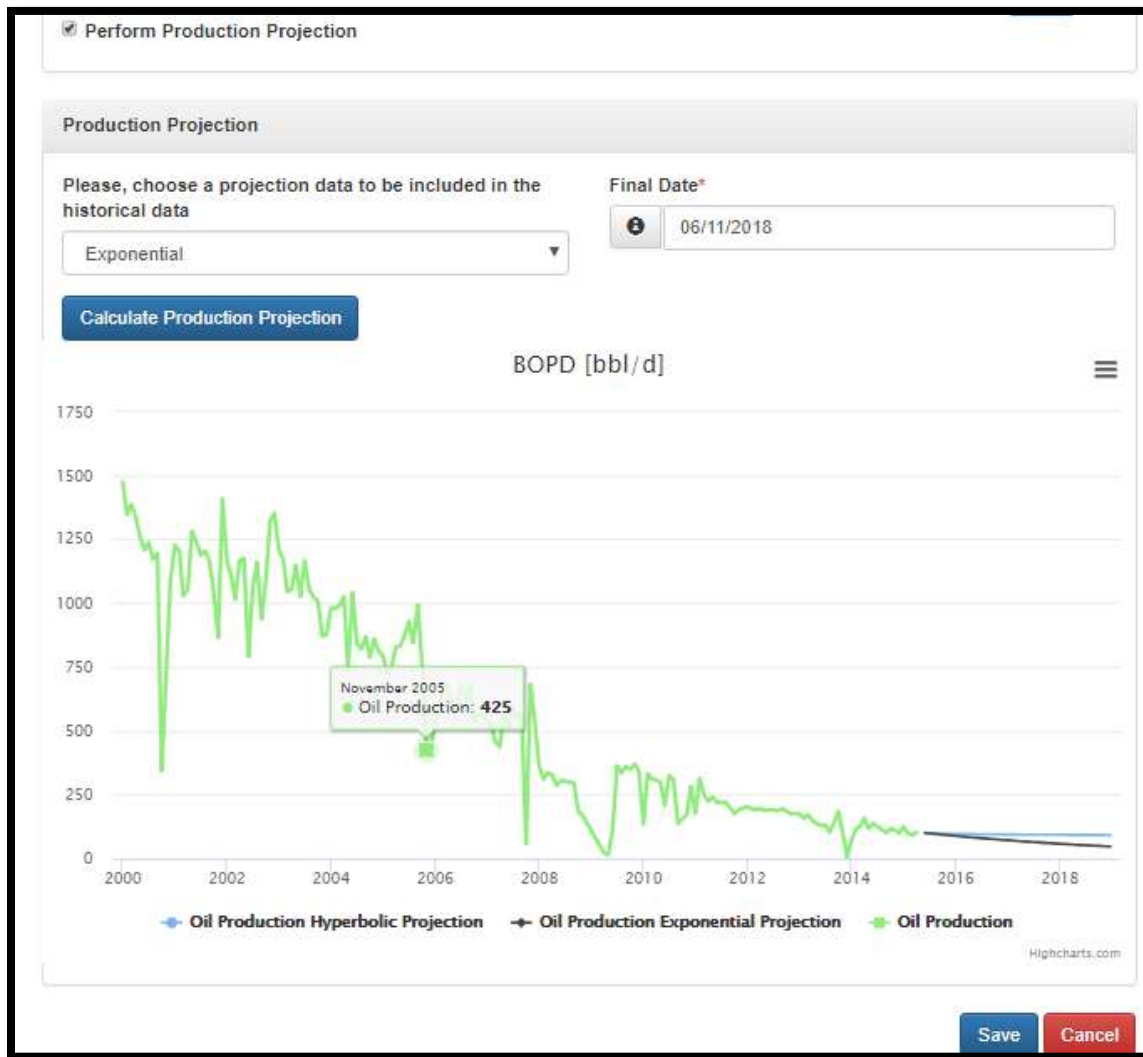 Perform Production Projection
Production Projection
Please, choose a projection data to be included in the
historical data
Final Date*
06/11/2018
Exponential
Calculate Production Projection
BOPD [bbl/d]
1750
1500
1250
1000
750
500
250
0
November 2005
Oil Production: 425
2000 2002 2004 2006 2008 2010 2012 2014 2016 2018
Oil Production Hyperbolic Projection Oil Production Exponential Projection Oil Production
Highcharts.com
Save Cancel